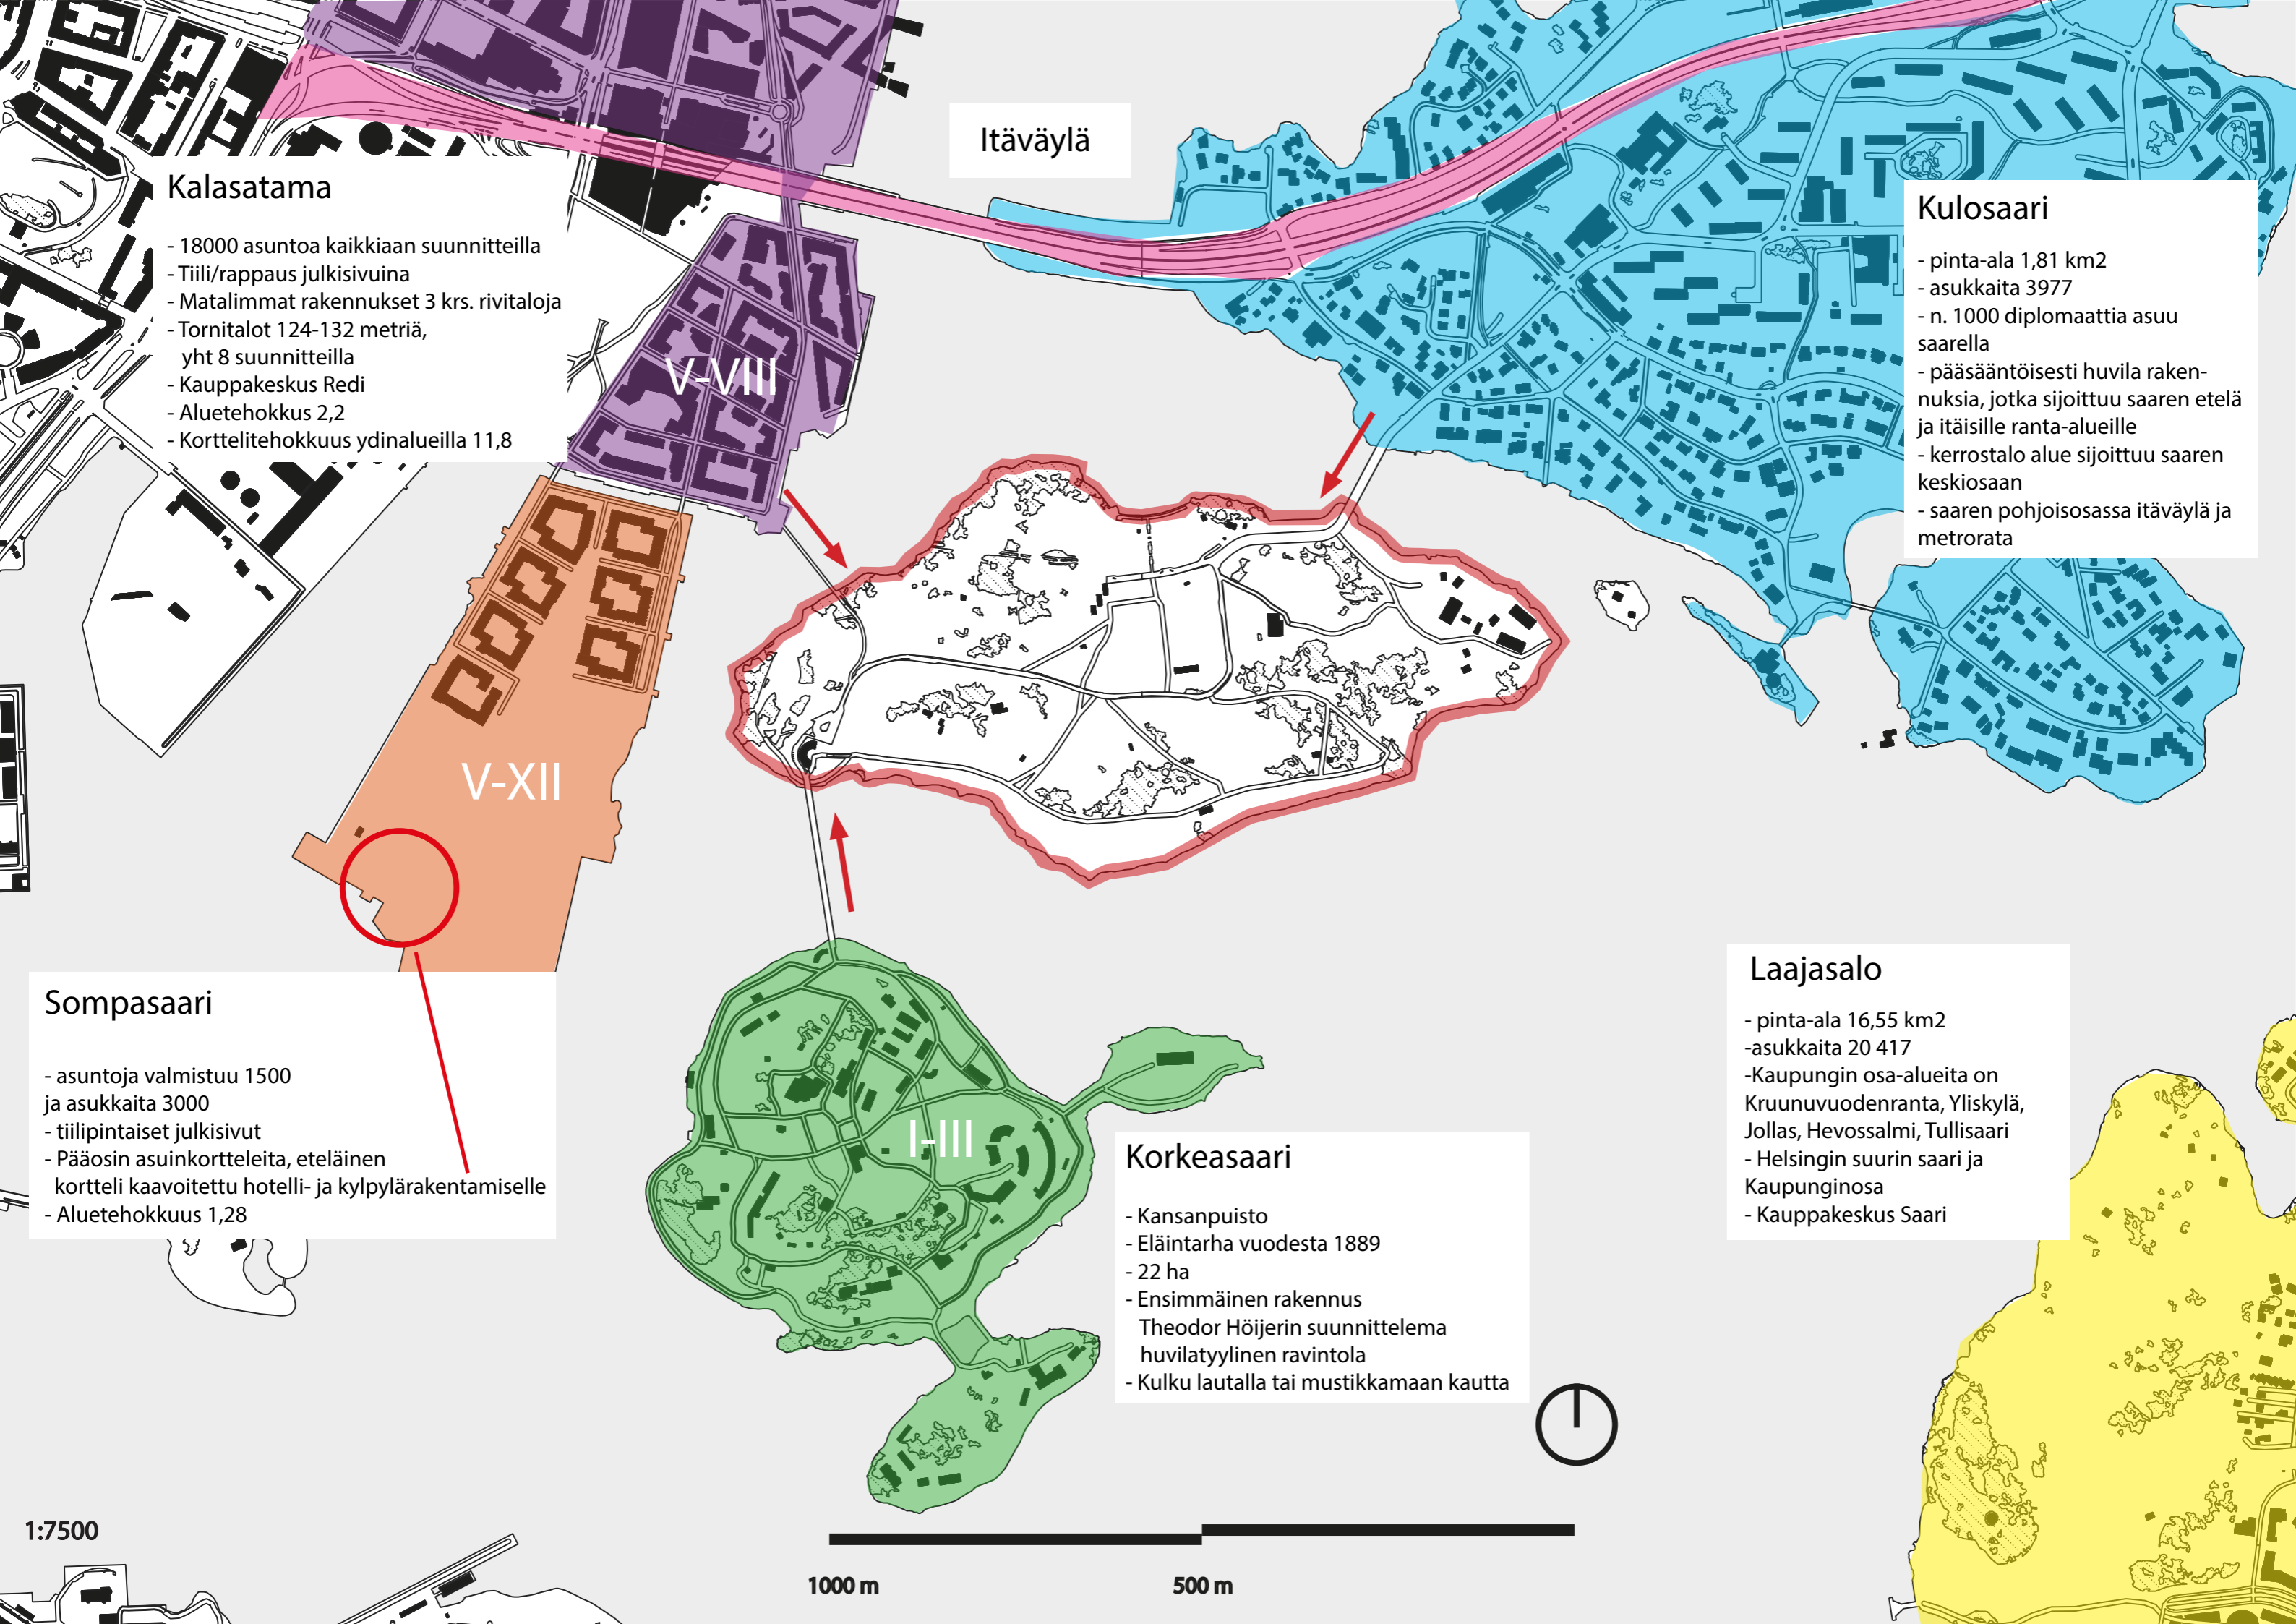 Itäväylä
Kalasatama
- 18000 asuntoa kaikkiaan suunnitteilla
- Tiili/rappaus julkisivuina
- Matalimmat rakennukset 3 krs. rivitaloja
- Tornitalot 124-132 metriä,
yht 8 suunnitteilla
- Kauppakeskus Redi
- Aluetehokkus 2,2
- Korttelitehokkuus ydinalueilla 11,8
Kulosaari
- pinta-ala 1,81 km2
- asukkaita 3977
- n. 1000 diplomaattia asuu
saarella
- pääsääntöisesti huvila raken-
nuksia, jotka sijoittuu saaren etelä
ja itäisille ranta-alueille
- kerrostalo alue sijoittuu saaren
keskiosaan
- saaren pohjoisosassa itäväylä ja
metrorata
V-VIII
V-XII
Sompasaari
- asuntoja valmistuu 1500
ja asukkaita 3000
- tiilipintaiset julkisivut
- Pääosin asuinkortteleita, eteläinen
kortteli kaavoitettu hotelli- ja kylpylärakentamiselle
- Aluetehokkuus 1,28
I-III
Korkeasaari
- Kansanpuisto
- Eläintarha vuodesta 1889
- 22 ha
- Ensimmäinen rakennus
Theodor Höijerin suunnittelema
huvilatyylinen ravintola
- Kulku lautalla tai mustikkamaan kautta
Laajasalo
- pinta-ala 16,55 km2
-asukkaita 20 417
-Kaupungin osa-alueita on
Kruunuvuodenranta, Yliskylä,
Jollas, Hevossalmi, Tullisaari
- Helsingin suurin saari ja
Kaupunginosa
- Kauppakeskus Saari
1:7500
1000 m
500 m